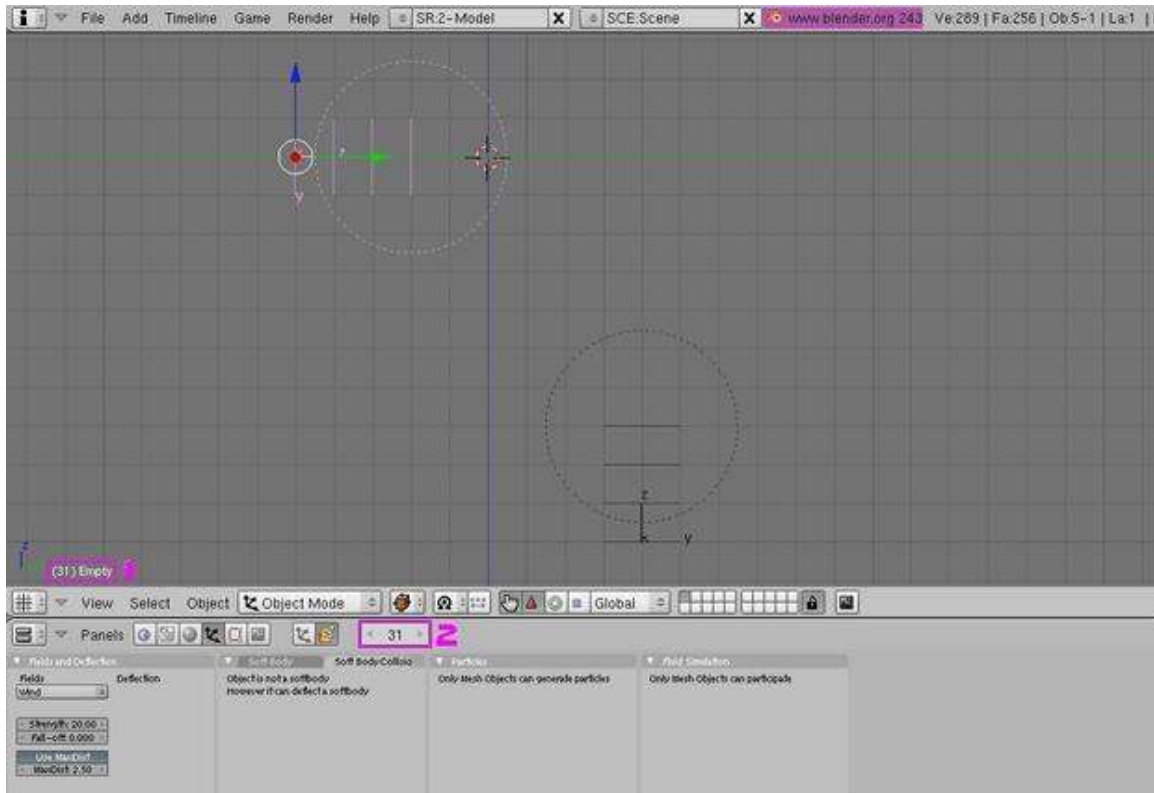 File Add Timeline Game Render Help SR:2-Model X SCE:Scene X www.blender.org 243 Ve:289 | Fa:256 | Ob:5-1 | La:1 |
y
z
y
z
(31) Empty
View Select Object Object Mode Global
Panels 31 2
Fields and Deflection Soft Body Soft Body Collisio Particles Fluid Simulation
Fields Deflection Object is not a softbody Only Mesh Objects can generate particles Only Mesh Objects can participate
Wind However it can deflect a softbody
Strength: 20.00
Fall-off: 0.000
Use MaxDist
MaxDist: 2.50